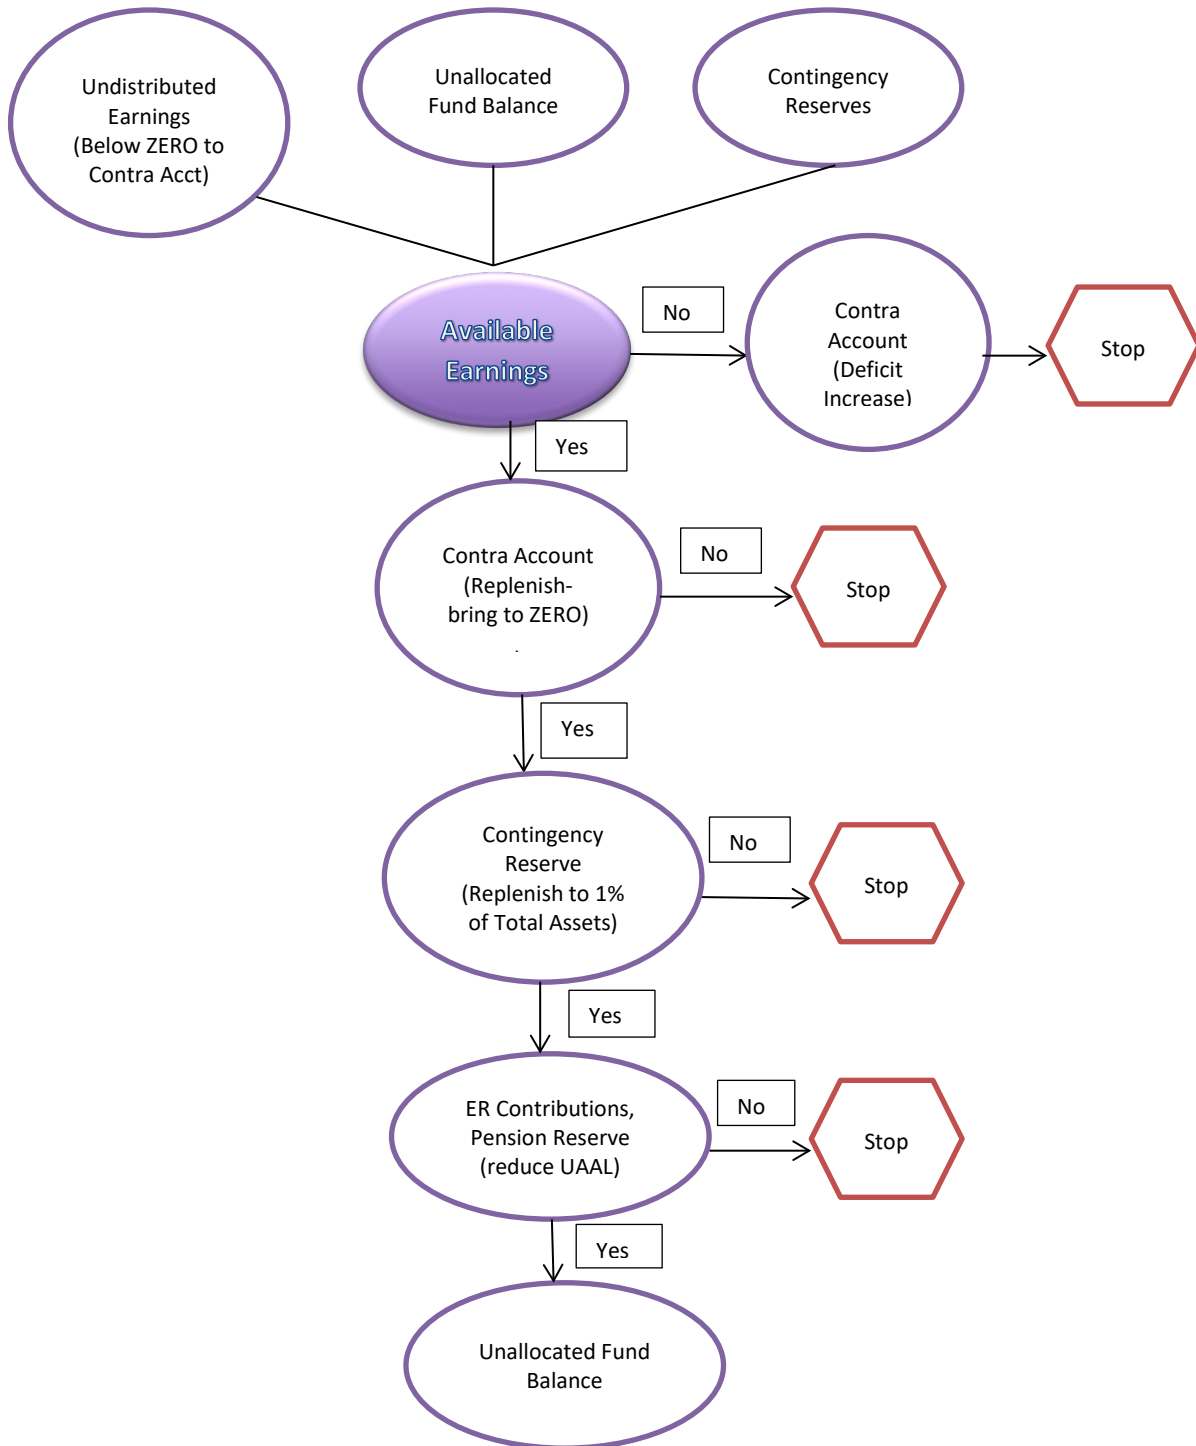 Undistributed
Earnings
(Below ZERO to
Contra Acct)
Unallocated
Fund Balance
Contingency
Reserves
Available
Earnings
No
Contra
Account
(Deficit
Increase)
Stop
Yes
Contra Account
(Replenish-
bring to ZERO)
.
No
Stop
Yes
Contingency
Reserve
(Replenish to 1%
of Total Assets)
No
Stop
Yes
ER Contributions,
Pension Reserve
(reduce UAAL)
No
Stop
Yes
Unallocated Fund
Balance